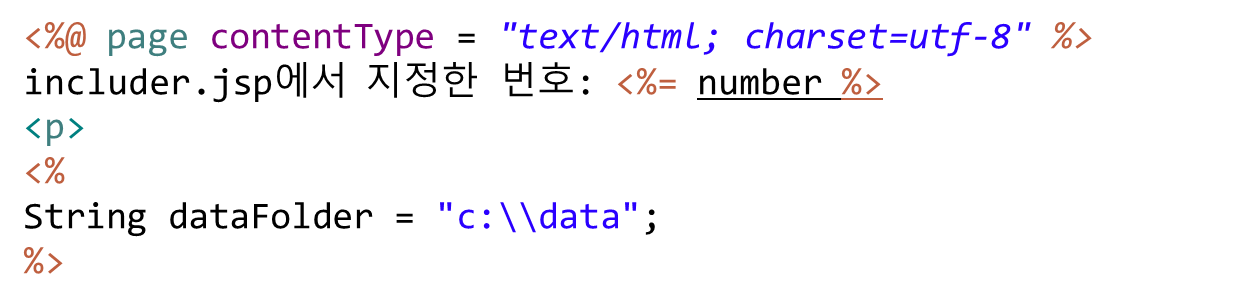 <%@ page contentType = "text/html; charset=utf-8" %>
includer.jsp에서 지정한 번호: <%= number %>
<p>
<%
String dataFolder = "c:\\data";
%>